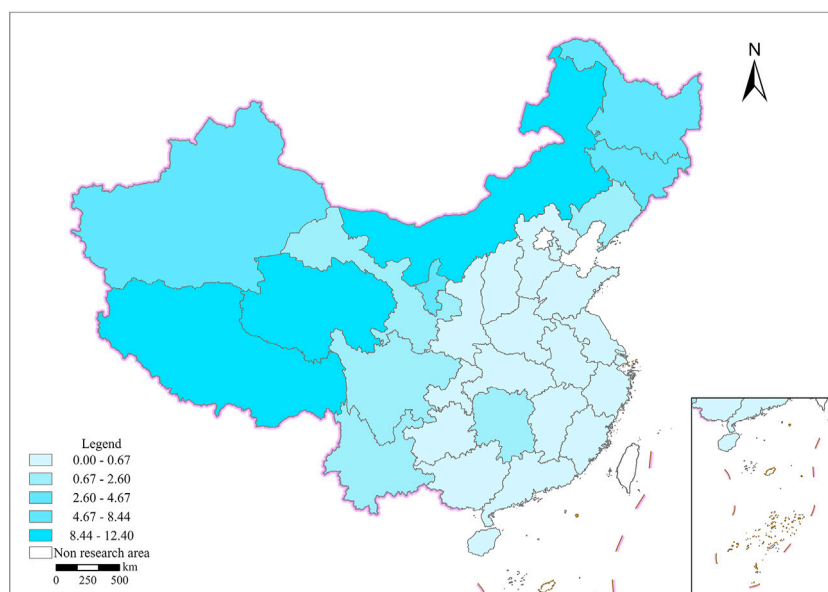 N
Legend
0.00 - 0.67
0.67 - 2.60
2.60 - 4.67
4.67 - 8.44
8.44 - 12.40
Non research area
km
0 250 500